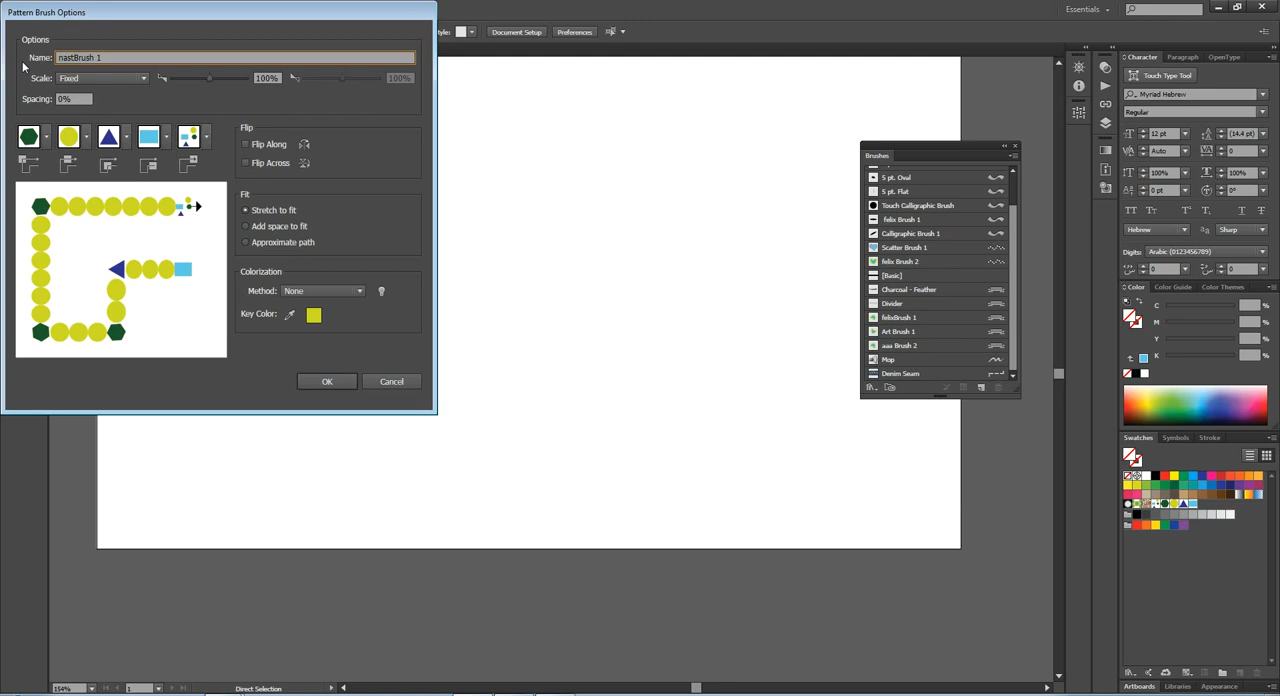 Pattern Brush Options
Essentials
Document Setup
Preferences
Options
Name: nastBrush 1
Scale: Fixed 100% 100%
Spacing: 0%
Flip
Flip Along
Flip Across
Fit
Stretch to fit
Add space to fit
Approximate path
Colorization
Method: None
Key Color:
OK Cancel
Brushes
5 pt. Oval
5 pt. Flat
Touch Calligraphic Brush
felix Brush 1
Calligraphic Brush 1
Scatter Brush 1
felix Brush 2
[Basic]
Charcoal - Feather
Divider
felixBrush 1
Art Brush 1
aaa Brush 2
Mop
Denim Seam
Character Paragraph OpenType
Touch Type Tool
Myriad Hebrew
Regular
12 pt (14.4 pt)
Auto 0
100% 100%
0 pt 0°
Hebrew Sharp
Digits: Arabic (0123456789)
0 0
Color Color Guide Color Themes
C %
M %
Y %
K %
Swatches Symbols Stroke
154% 1 Direct Selection
Artboards Libraries Appearance